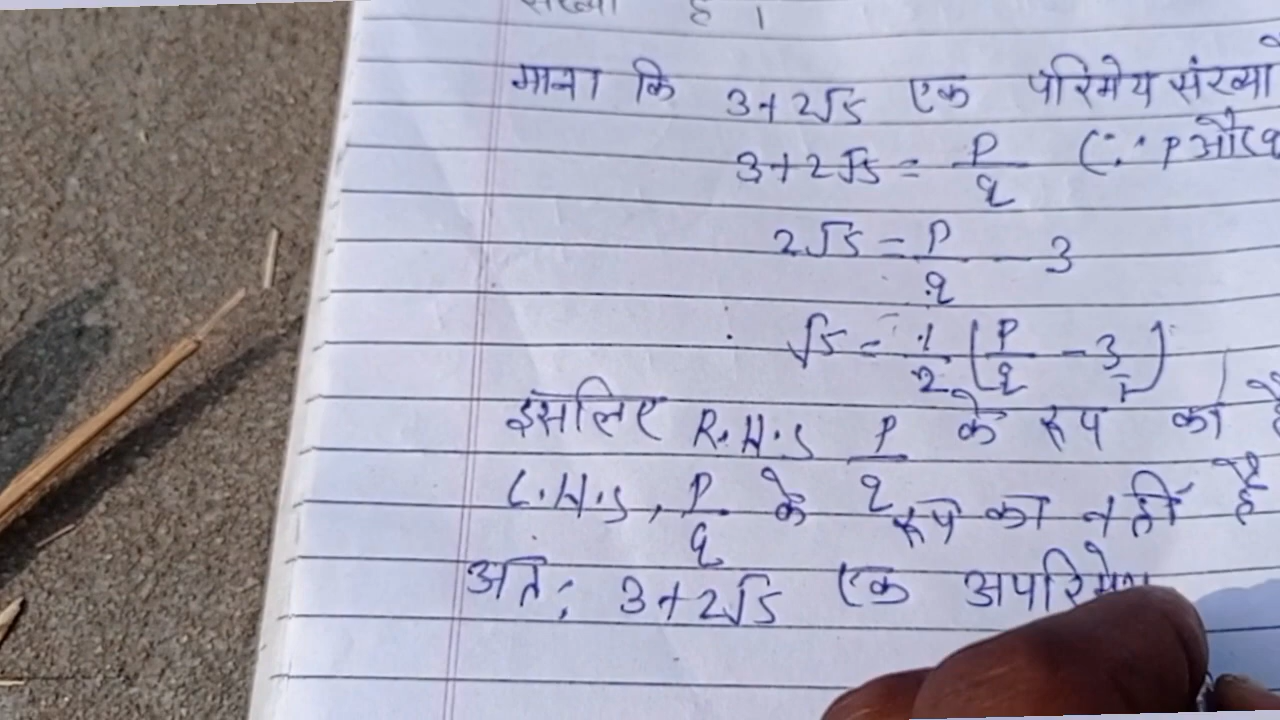 संख्या है ।
माना कि 3+2√5 एक परिमेय संख्या
3+2√5 = p/q (∵ p और q
2√5 = p/q - 3
√5 = 1/2 (p/q - 3/1)
इसलिए R.H.S p/q के रूप का है
L.H.S, p/q के रूप का नहीं है
अत: 3+2√5 एक अपरिमेय